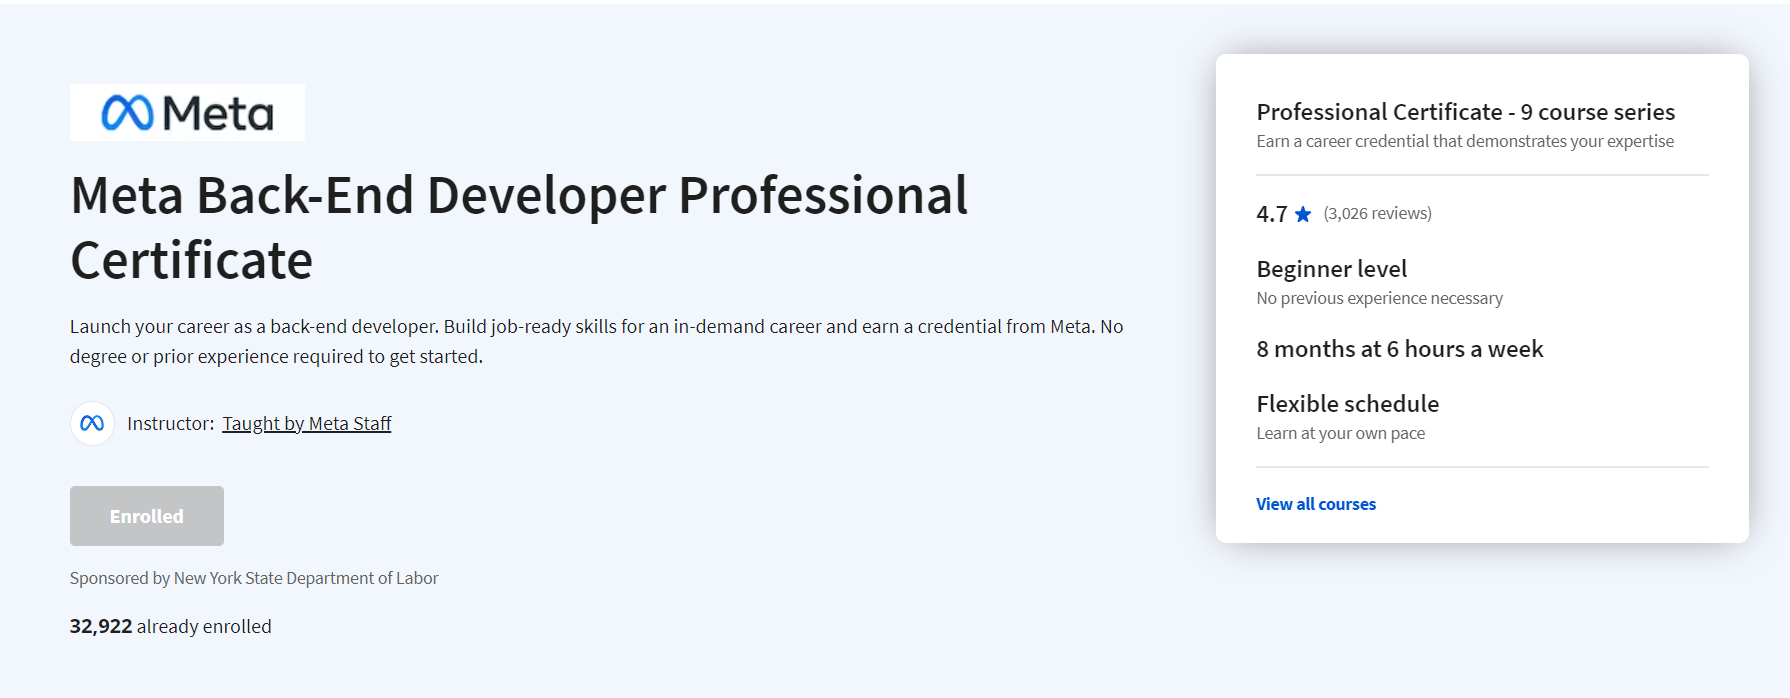 Meta
Meta Back-End Developer Professional
Certificate
Launch your career as a back-end developer. Build job-ready skills for an in-demand career and earn a credential from Meta. No
degree or prior experience required to get started.
Instructor: Taught by Meta Staff
Enrolled
Sponsored by New York State Department of Labor
32,922 already enrolled
Professional Certificate - 9 course series
Earn a career credential that demonstrates your expertise
4.7 ★ (3,026 reviews)
Beginner level
No previous experience necessary
8 months at 6 hours a week
Flexible schedule
Learn at your own pace
View all courses